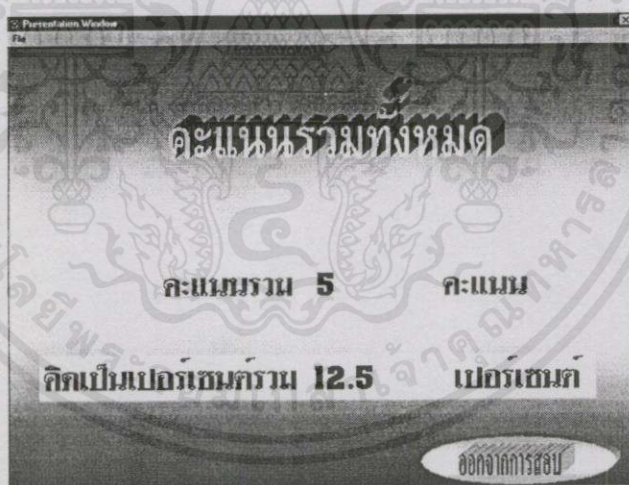 Presentation Window
File
คะแนนรวมทั้งหมด
คะแนนรวม 5 คะแนน
คิดเป็นเปอร์เซนต์รวม 12.5 เปอร์เซนต์
ออกจากการสอบ